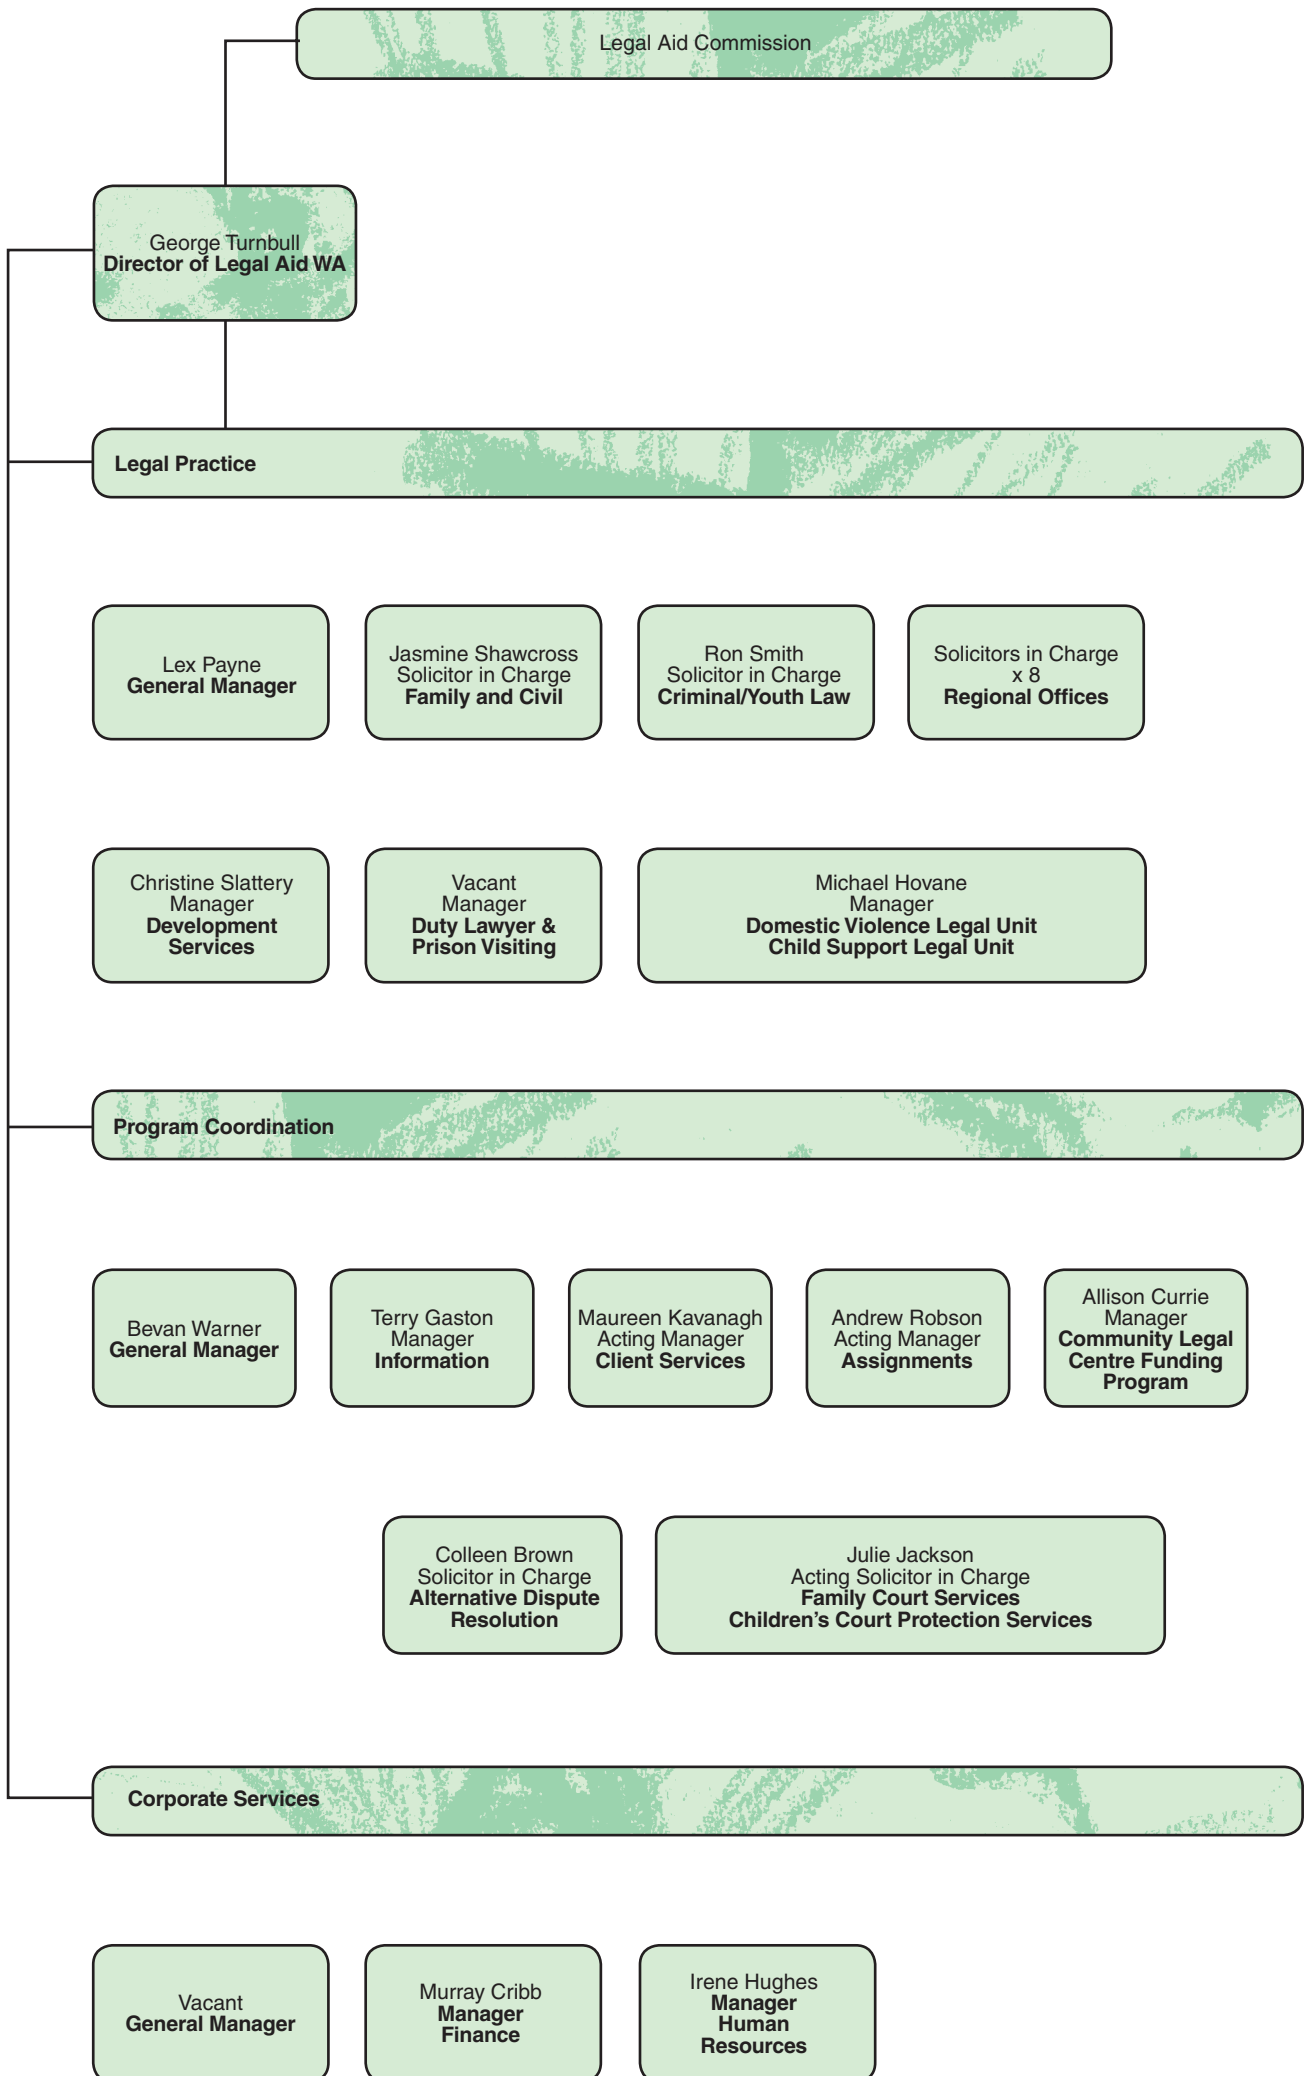 Legal Aid Commission
George Turnbull
Director of Legal Aid WA
Legal Practice
Lex Payne
General Manager
Jasmine Shawcross
Solicitor in Charge
Family and Civil
Ron Smith
Solicitor in Charge
Criminal/Youth Law
Solicitors in Charge
x 8
Regional Offices
Christine Slattery
Manager
Development
Services
Vacant
Manager
Duty Lawyer &
Prison Visiting
Michael Hovane
Manager
Domestic Violence Legal Unit
Child Support Legal Unit
Program Coordination
Bevan Warner
General Manager
Terry Gaston
Manager
Information
Maureen Kavanagh
Acting Manager
Client Services
Andrew Robson
Acting Manager
Assignments
Allison Currie
Manager
Community Legal
Centre Funding
Program
Colleen Brown
Solicitor in Charge
Alternative Dispute
Resolution
Julie Jackson
Acting Solicitor in Charge
Family Court Services
Children’s Court Protection Services
Corporate Services
Vacant
General Manager
Murray Cribb
Manager
Finance
Irene Hughes
Manager
Human
Resources